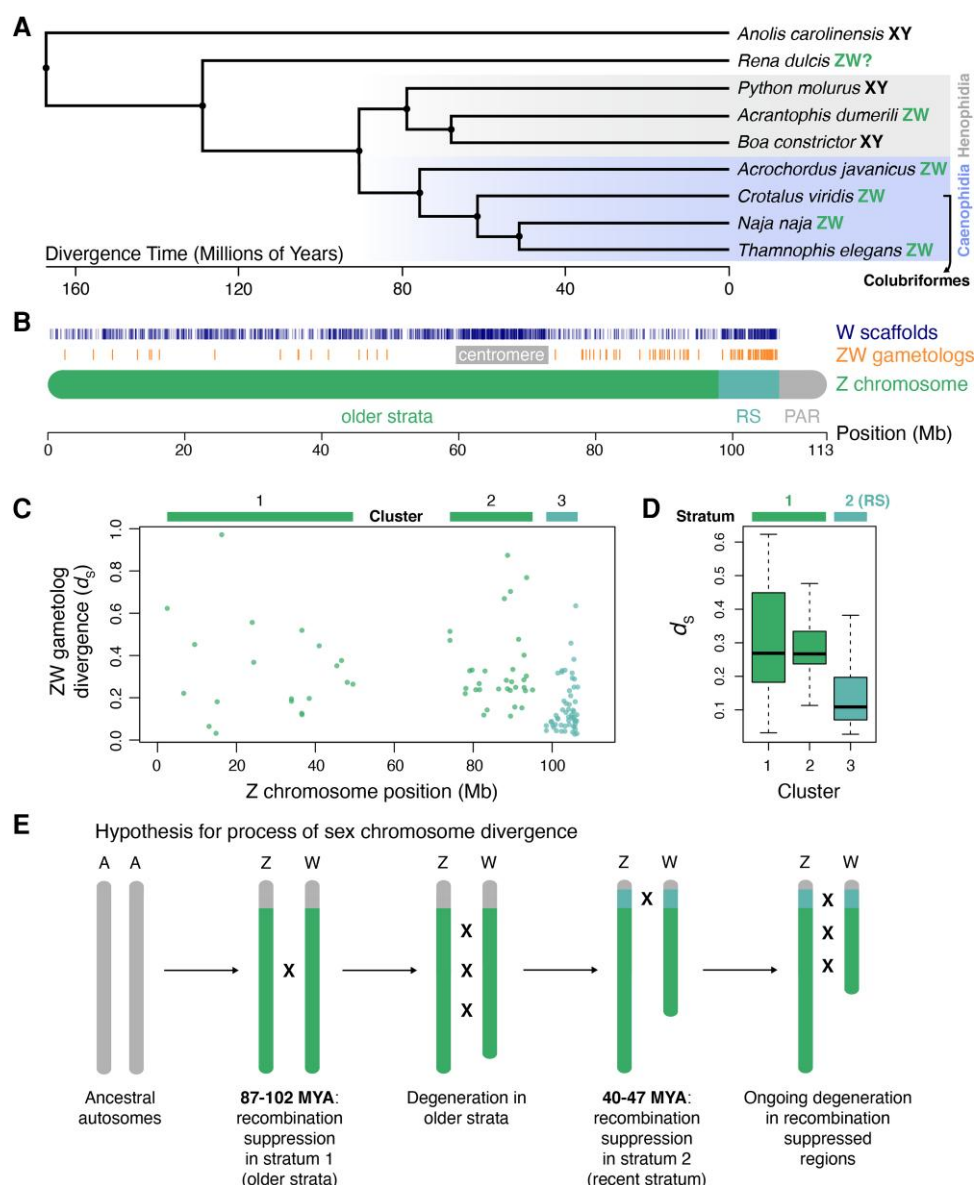 A
Anolis carolinensis XY
Rena dulcis ZW?
Python molurus XY
Acrantophis dumerili ZW
Boa constrictor XY
Acrochordus javanicus ZW
Crotalus viridis ZW
Naja naja ZW
Thamnophis elegans ZW
Henophidia
Caenophidia
Colubriformes
Divergence Time (Millions of Years)
160 120 80 40 0
B
W scaffolds
ZW gametologs
centromere
Z chromosome
older strata RS PAR
Position (Mb)
0 20 40 60 80 100 113
C
1 Cluster 2 3
ZW gametolog
divergence (ds)
1.0
0.8
0.6
0.4
0.2
0.0
0 20 40 60 80 100
Z chromosome position (Mb)
D
1 2 (RS)
Stratum
ds
0.6
0.5
0.4
0.3
0.2
0.1
1 2 3
Cluster
E
Hypothesis for process of sex chromosome divergence
A A Z W Z W Z W Z W
X X X X X X X X
Ancestral
autosomes
87-102 MYA:
recombination
suppression
in stratum 1
(older strata)
Degeneration in
older strata
40-47 MYA:
recombination
suppression
in stratum 2
(recent stratum)
Ongoing degeneration
in recombination
suppressed
regions